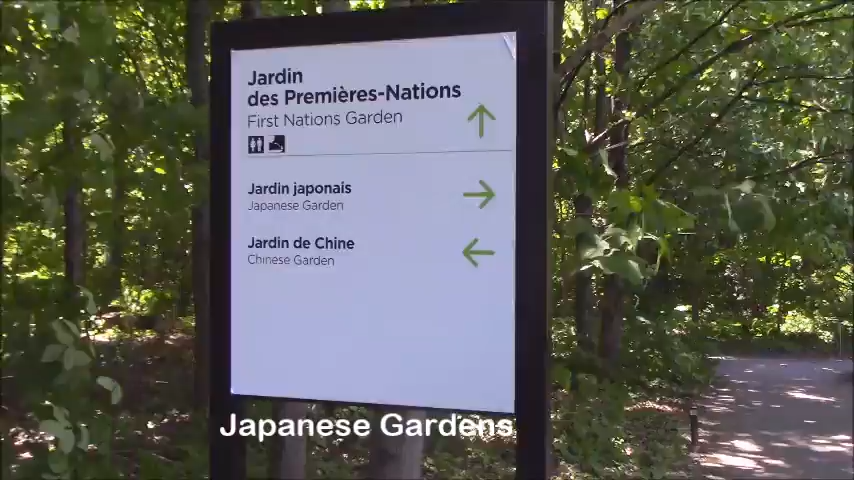 Jardin
des Premières-Nations
First Nations Garden
Jardin japonais
Japanese Garden
Jardin de Chine
Chinese Garden
Japanese Gardens